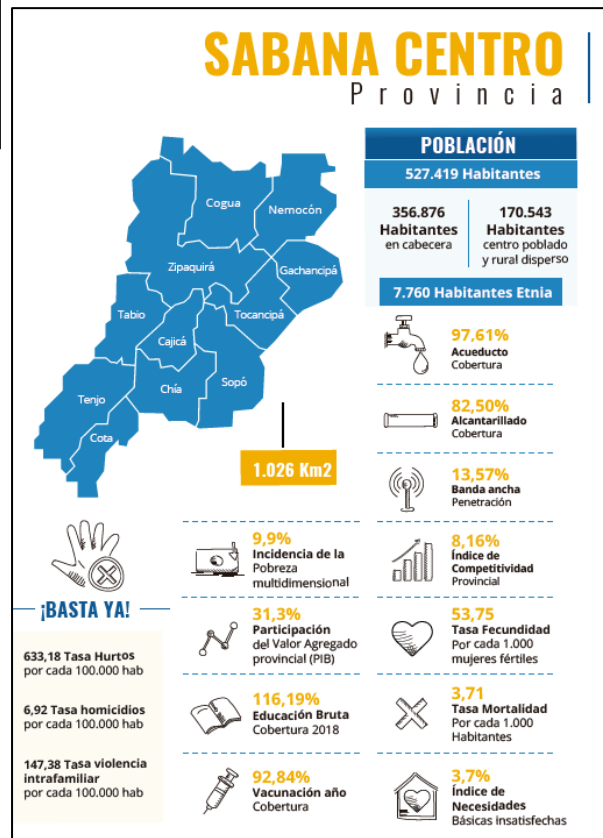 SABANA CENTRO
Provincia
POBLACIÓN
527.419 Habitantes
356.876
Habitantes
en cabecera
170.543
Habitantes
centro poblado
y rural disperso
7.760 Habitantes Etnia
Cogua
Nemocón
Zipaquirá
Gachancipá
Tabio
Tocancipá
Cajicá
Sopó
Chía
Tenjo
Cota
1.026 Km2
97,61%
Acueducto
Cobertura
82,50%
Alcantarillado
Cobertura
13,57%
Banda ancha
Penetración
9,9%
Incidencia de la
Pobreza
multidimensional
8,16%
Índice de
Competitividad
Provincial
¡BASTA YA!
633,18 Tasa Hurtos
por cada 100.000 hab
6,92 Tasa homicidios
por cada 100.000 hab
147,38 Tasa violencia
intrafamiliar
por cada 100.000 hab
31,3%
Participación
del Valor Agregado
provincial (PIB)
53,75
Tasa Fecundidad
Por cada 1.000
mujeres fértiles
116,19%
Educación Bruta
Cobertura 2018
3,71
Tasa Mortalidad
Por cada 1.000
Habitantes
92,84%
Vacunación año
Cobertura
3,7%
Índice de
Necesidades
Básicas insatisfechas